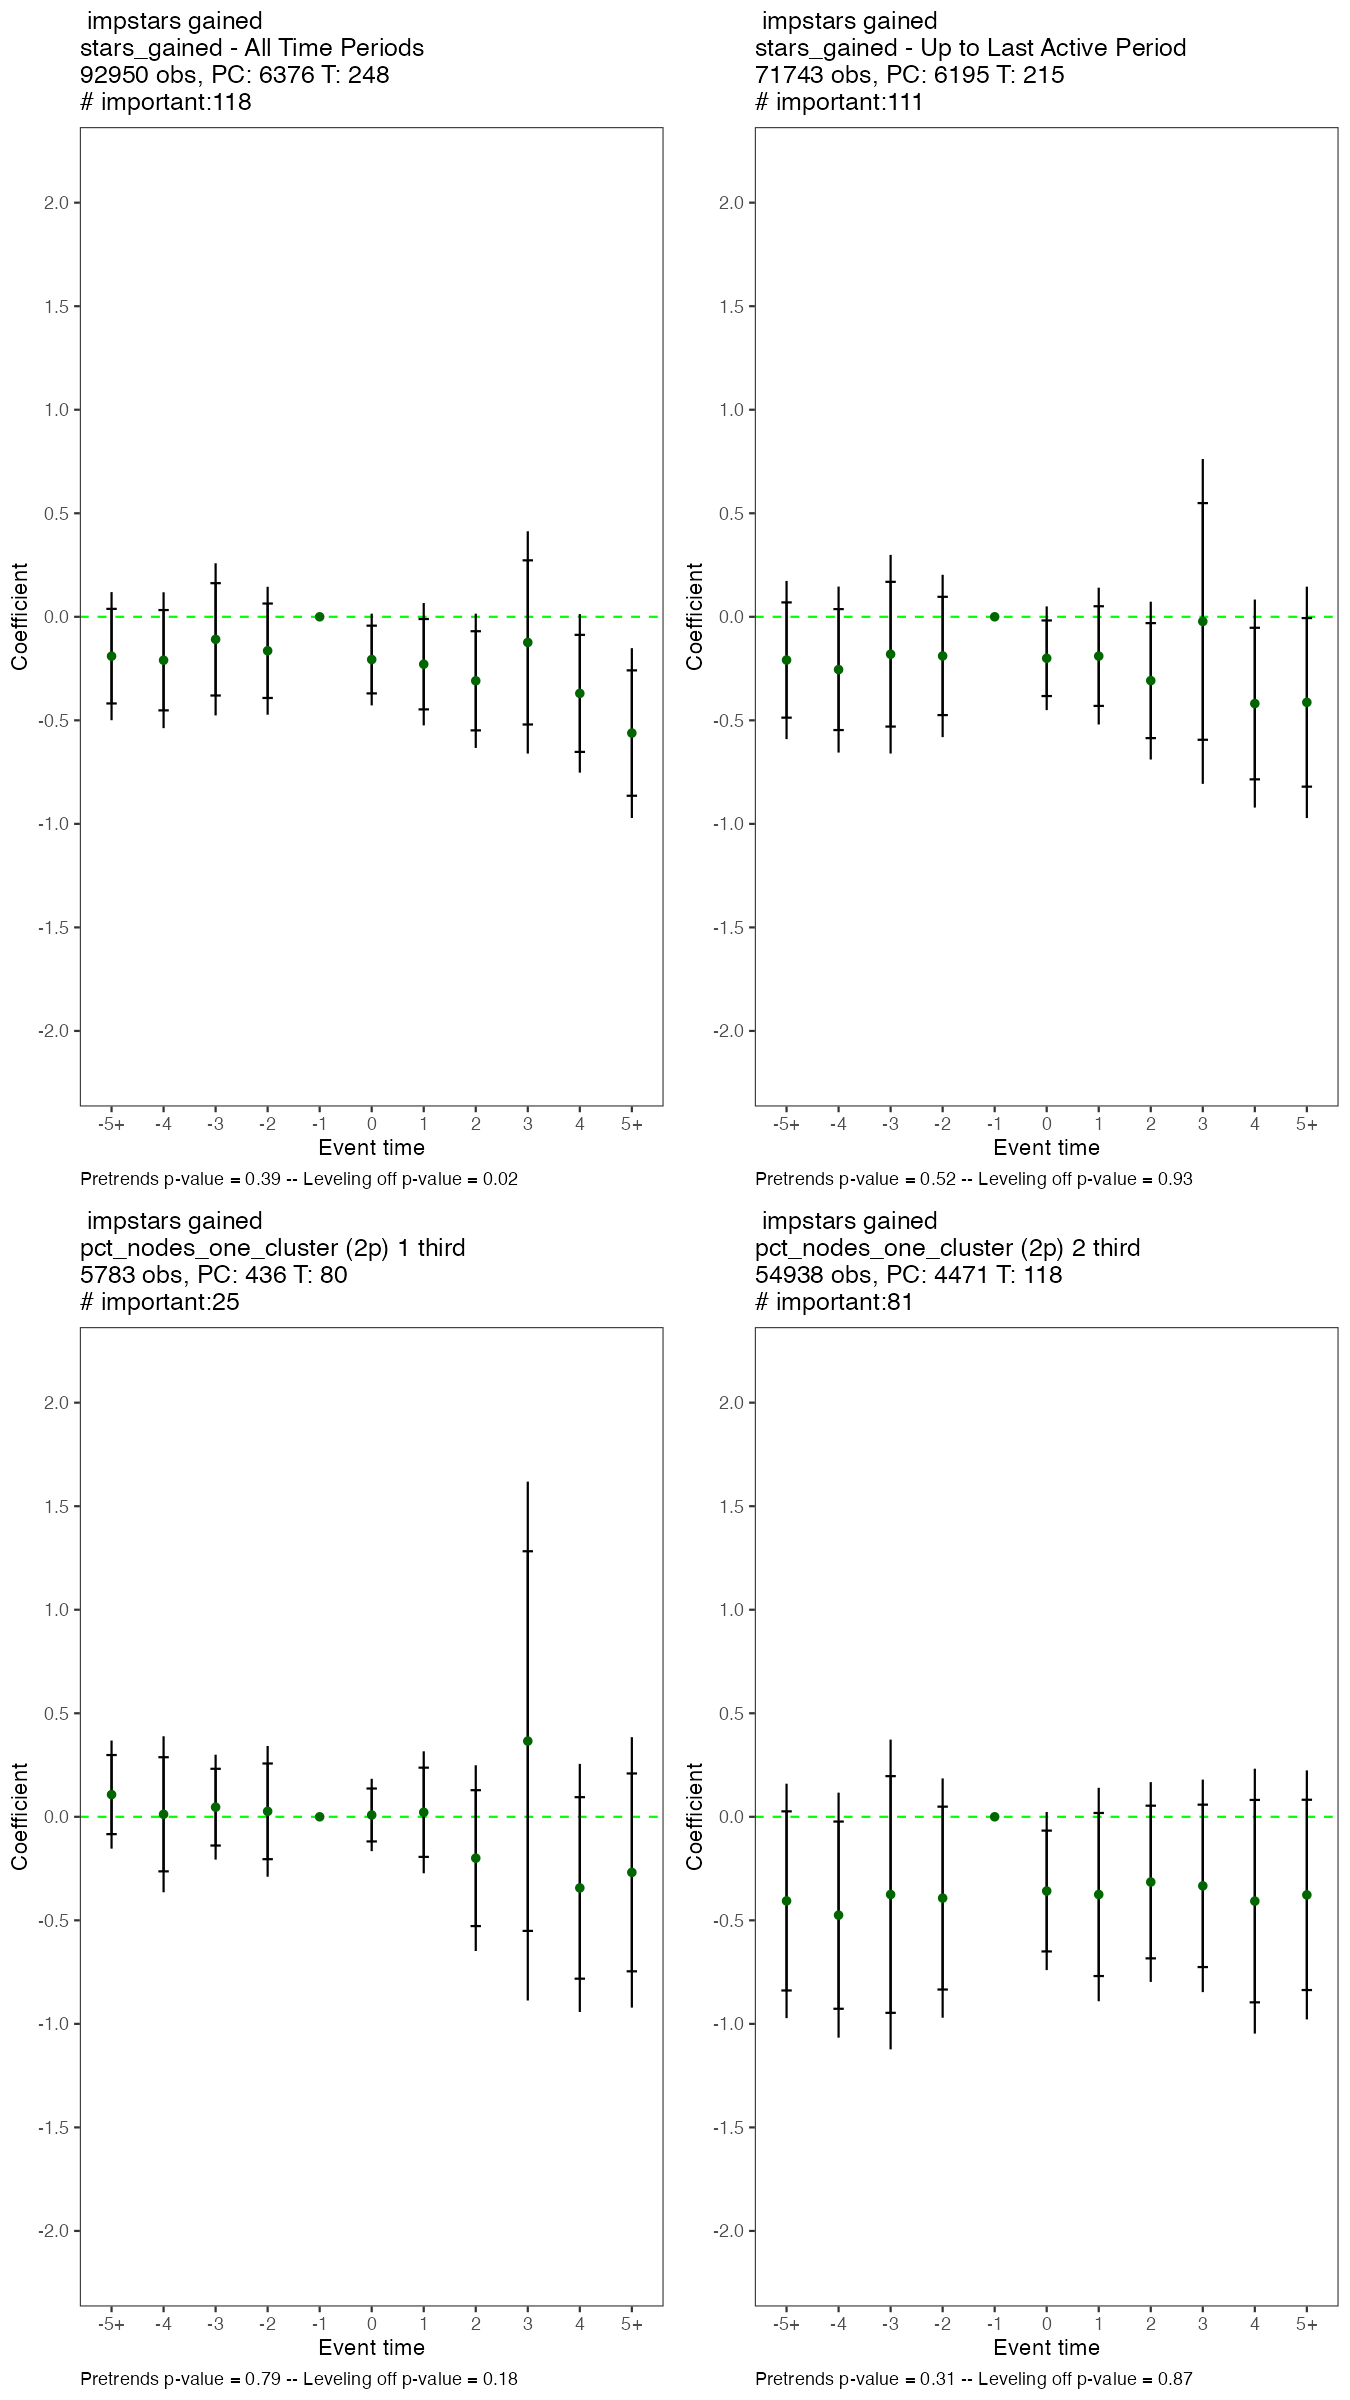 impstars gained
stars_gained - All Time Periods
92950 obs, PC: 6376 T: 248
# important:118
2.0
1.5
1.0
0.5
0.0
-0.5
-1.0
-1.5
-2.0
Coefficient
-5+ -4 -3 -2 -1 0 1 2 3 4 5+
Event time
Pretrends p-value = 0.39 -- Leveling off p-value = 0.02
impstars gained
stars_gained - Up to Last Active Period
71743 obs, PC: 6195 T: 215
# important:111
2.0
1.5
1.0
0.5
0.0
-0.5
-1.0
-1.5
-2.0
Coefficient
-5+ -4 -3 -2 -1 0 1 2 3 4 5+
Event time
Pretrends p-value = 0.52 -- Leveling off p-value = 0.93
impstars gained
pct_nodes_one_cluster (2p) 1 third
5783 obs, PC: 436 T: 80
# important:25
2.0
1.5
1.0
0.5
0.0
-0.5
-1.0
-1.5
-2.0
Coefficient
-5+ -4 -3 -2 -1 0 1 2 3 4 5+
Event time
Pretrends p-value = 0.79 -- Leveling off p-value = 0.18
impstars gained
pct_nodes_one_cluster (2p) 2 third
54938 obs, PC: 4471 T: 118
# important:81
2.0
1.5
1.0
0.5
0.0
-0.5
-1.0
-1.5
-2.0
Coefficient
-5+ -4 -3 -2 -1 0 1 2 3 4 5+
Event time
Pretrends p-value = 0.31 -- Leveling off p-value = 0.87